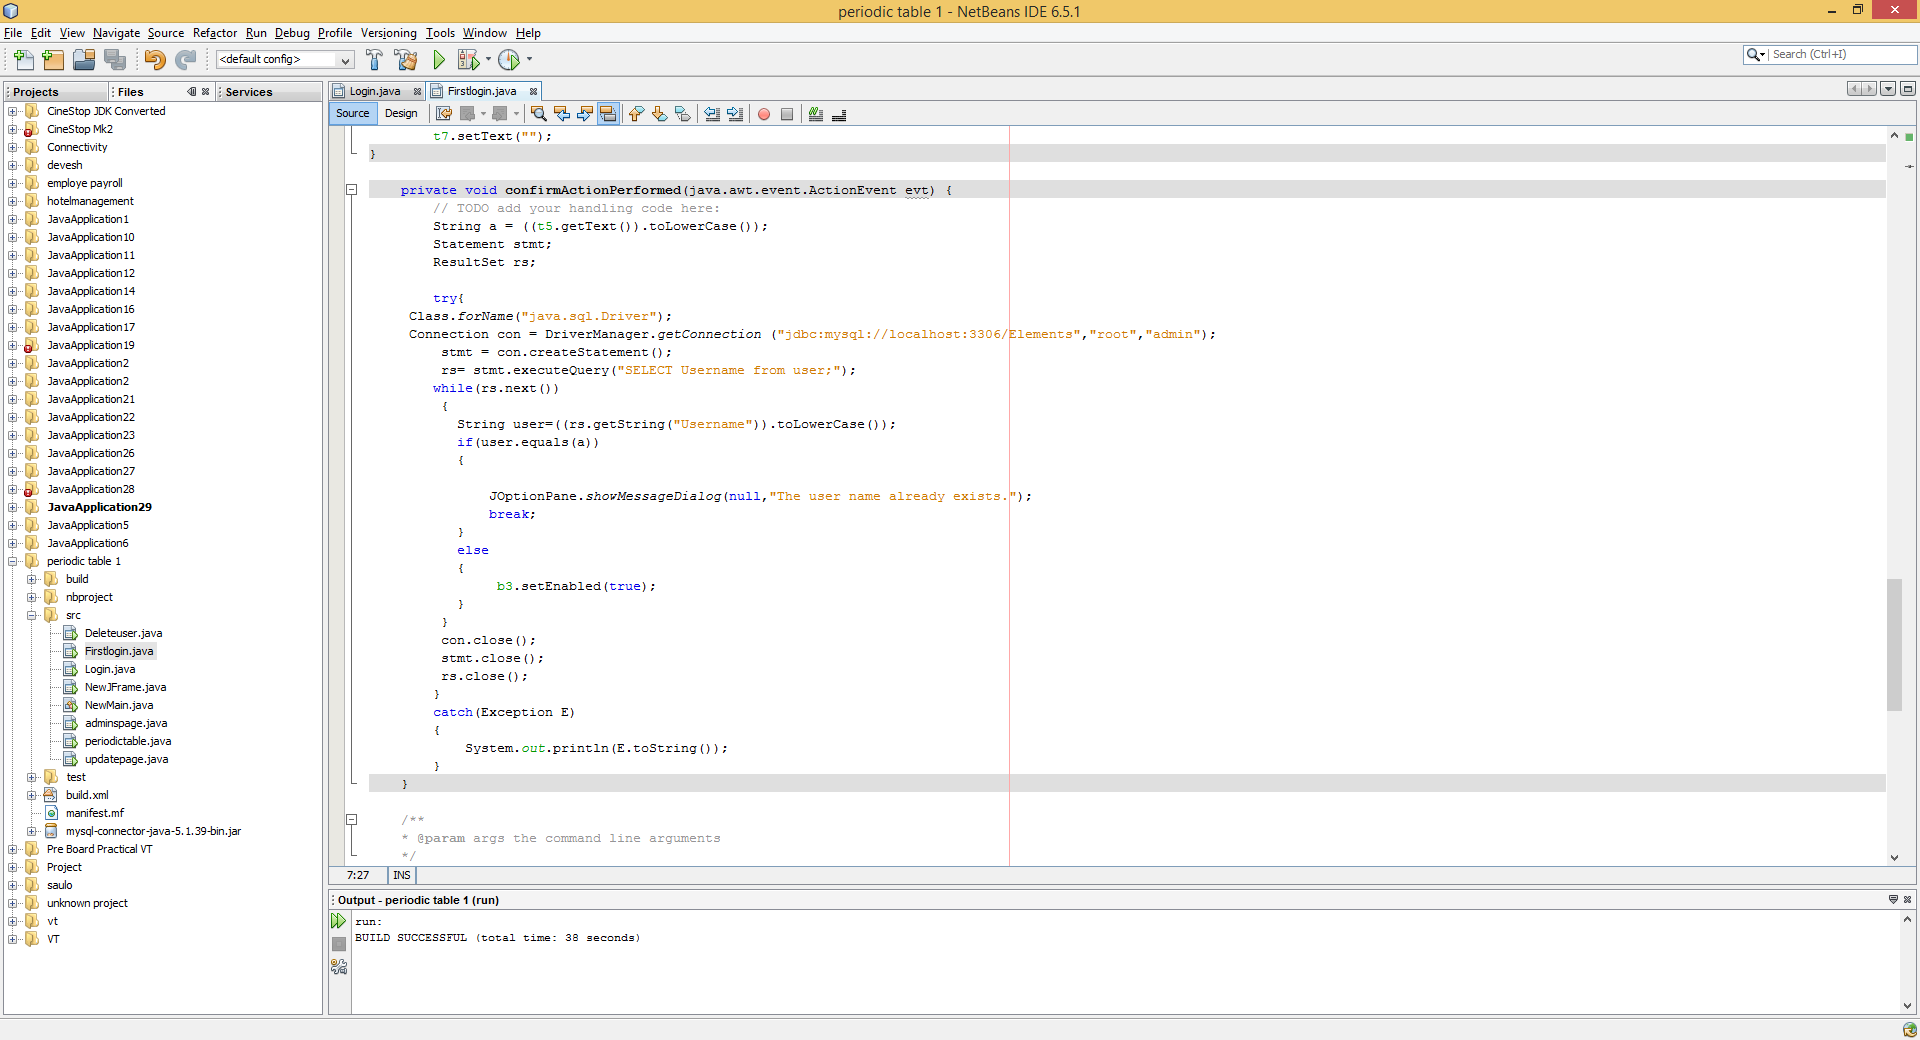 periodic table 1 - NetBeans IDE 6.5.1
File Edit View Navigate Source Refactor Run Debug Profile Versioning Tools Window Help
<default config>
Search (Ctrl+I)
Projects Files Services
CineStop JDK Converted
CineStop Mk2
Connectivity
devesh
employe payroll
hotelmanagement
JavaApplication1
JavaApplication10
JavaApplication11
JavaApplication12
JavaApplication14
JavaApplication16
JavaApplication17
JavaApplication19
JavaApplication2
JavaApplication2
JavaApplication21
JavaApplication22
JavaApplication23
JavaApplication26
JavaApplication27
JavaApplication28
JavaApplication29
JavaApplication5
JavaApplication6
periodic table 1
build
nbproject
src
Deleteuser.java
Firstlogin.java
Login.java
NewJFrame.java
NewMain.java
adminspage.java
periodictable.java
updatepage.java
test
build.xml
manifest.mf
mysql-connector-java-5.1.39-bin.jar
Pre Board Practical VT
Project
saulo
unknown project
vt
VT
Login.java Firstlogin.java
Source Design
t7.setText("");
}
private void confirmActionPerformed(java.awt.event.ActionEvent evt) {
// TODO add your handling code here:
String a = ((t5.getText()).toLowerCase());
Statement stmt;
ResultSet rs;
try{
Class.forName("java.sql.Driver");
Connection con = DriverManager.getConnection ("jdbc:mysql://localhost:3306/Elements","root","admin");
stmt = con.createStatement();
rs= stmt.executeQuery("SELECT Username from user;");
while(rs.next())
{
String user=((rs.getString("Username")).toLowerCase());
if(user.equals(a))
{
JOptionPane.showMessageDialog(null,"The user name already exists.");
break;
}
else
{
b3.setEnabled(true);
}
}
con.close();
stmt.close();
rs.close();
}
catch(Exception E)
{
System.out.println(E.toString());
}
}
/**
* @param args the command line arguments
*/
7:27 INS
Output - periodic table 1 (run)
run:
BUILD SUCCESSFUL (total time: 38 seconds)